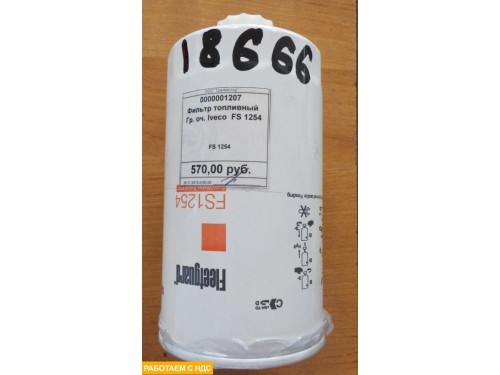 18666
0000001207
Фильтр топливный
Гр. оч. Iveco FS 1254
FS 1254
570,00 руб.
FS1254
Fleetguard
РАБОТАЕМ С НДС